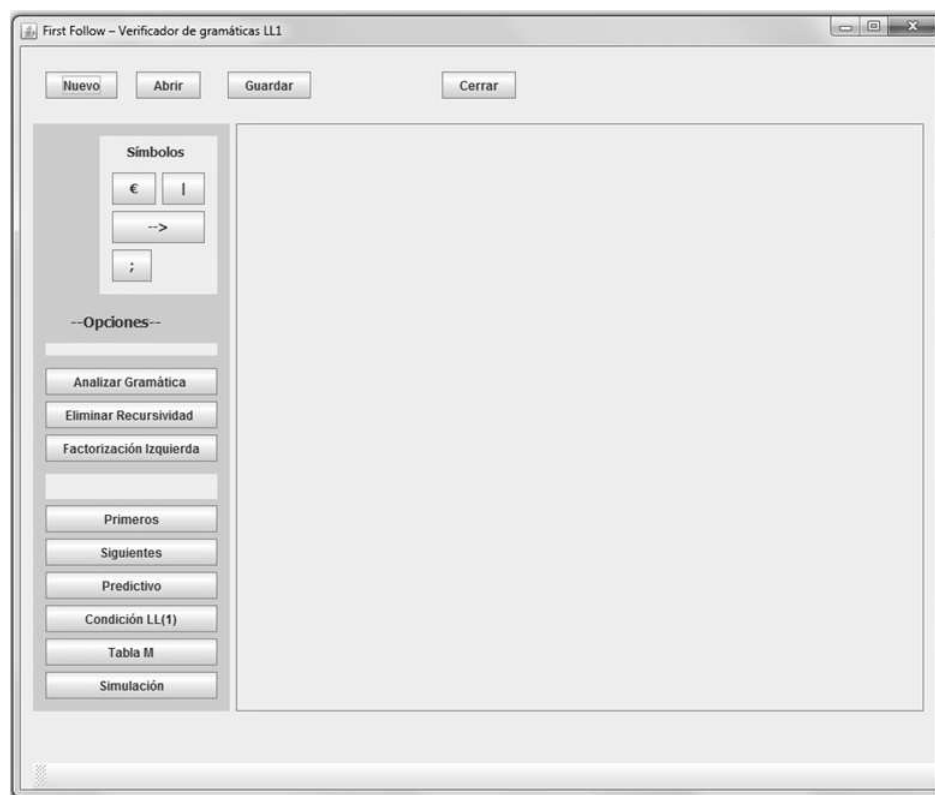 First Follow – Verificador de gramáticas LL1
Nuevo Abrir Guardar Cerrar
Símbolos
€ |
-->
;
--Opciones--
Analizar Gramática
Eliminar Recursividad
Factorización Izquierda
Primeros
Siguientes
Predictivo
Condición LL(1)
Tabla M
Simulación